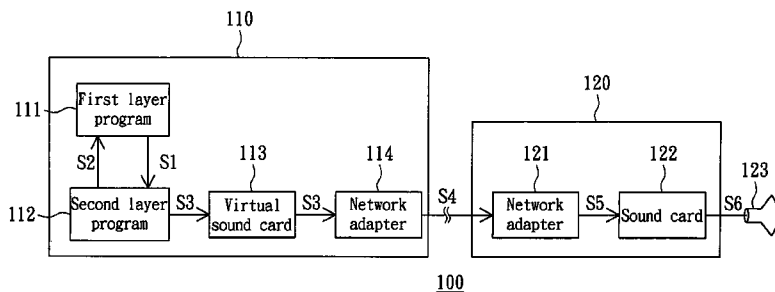 110
111
First layer
program
S2
S1
112
Second layer
program
S3
113
Virtual
sound card
S3
114
Network
adapter
S4
120
121
Network
adapter
S5
122
Sound card
S6
123
100